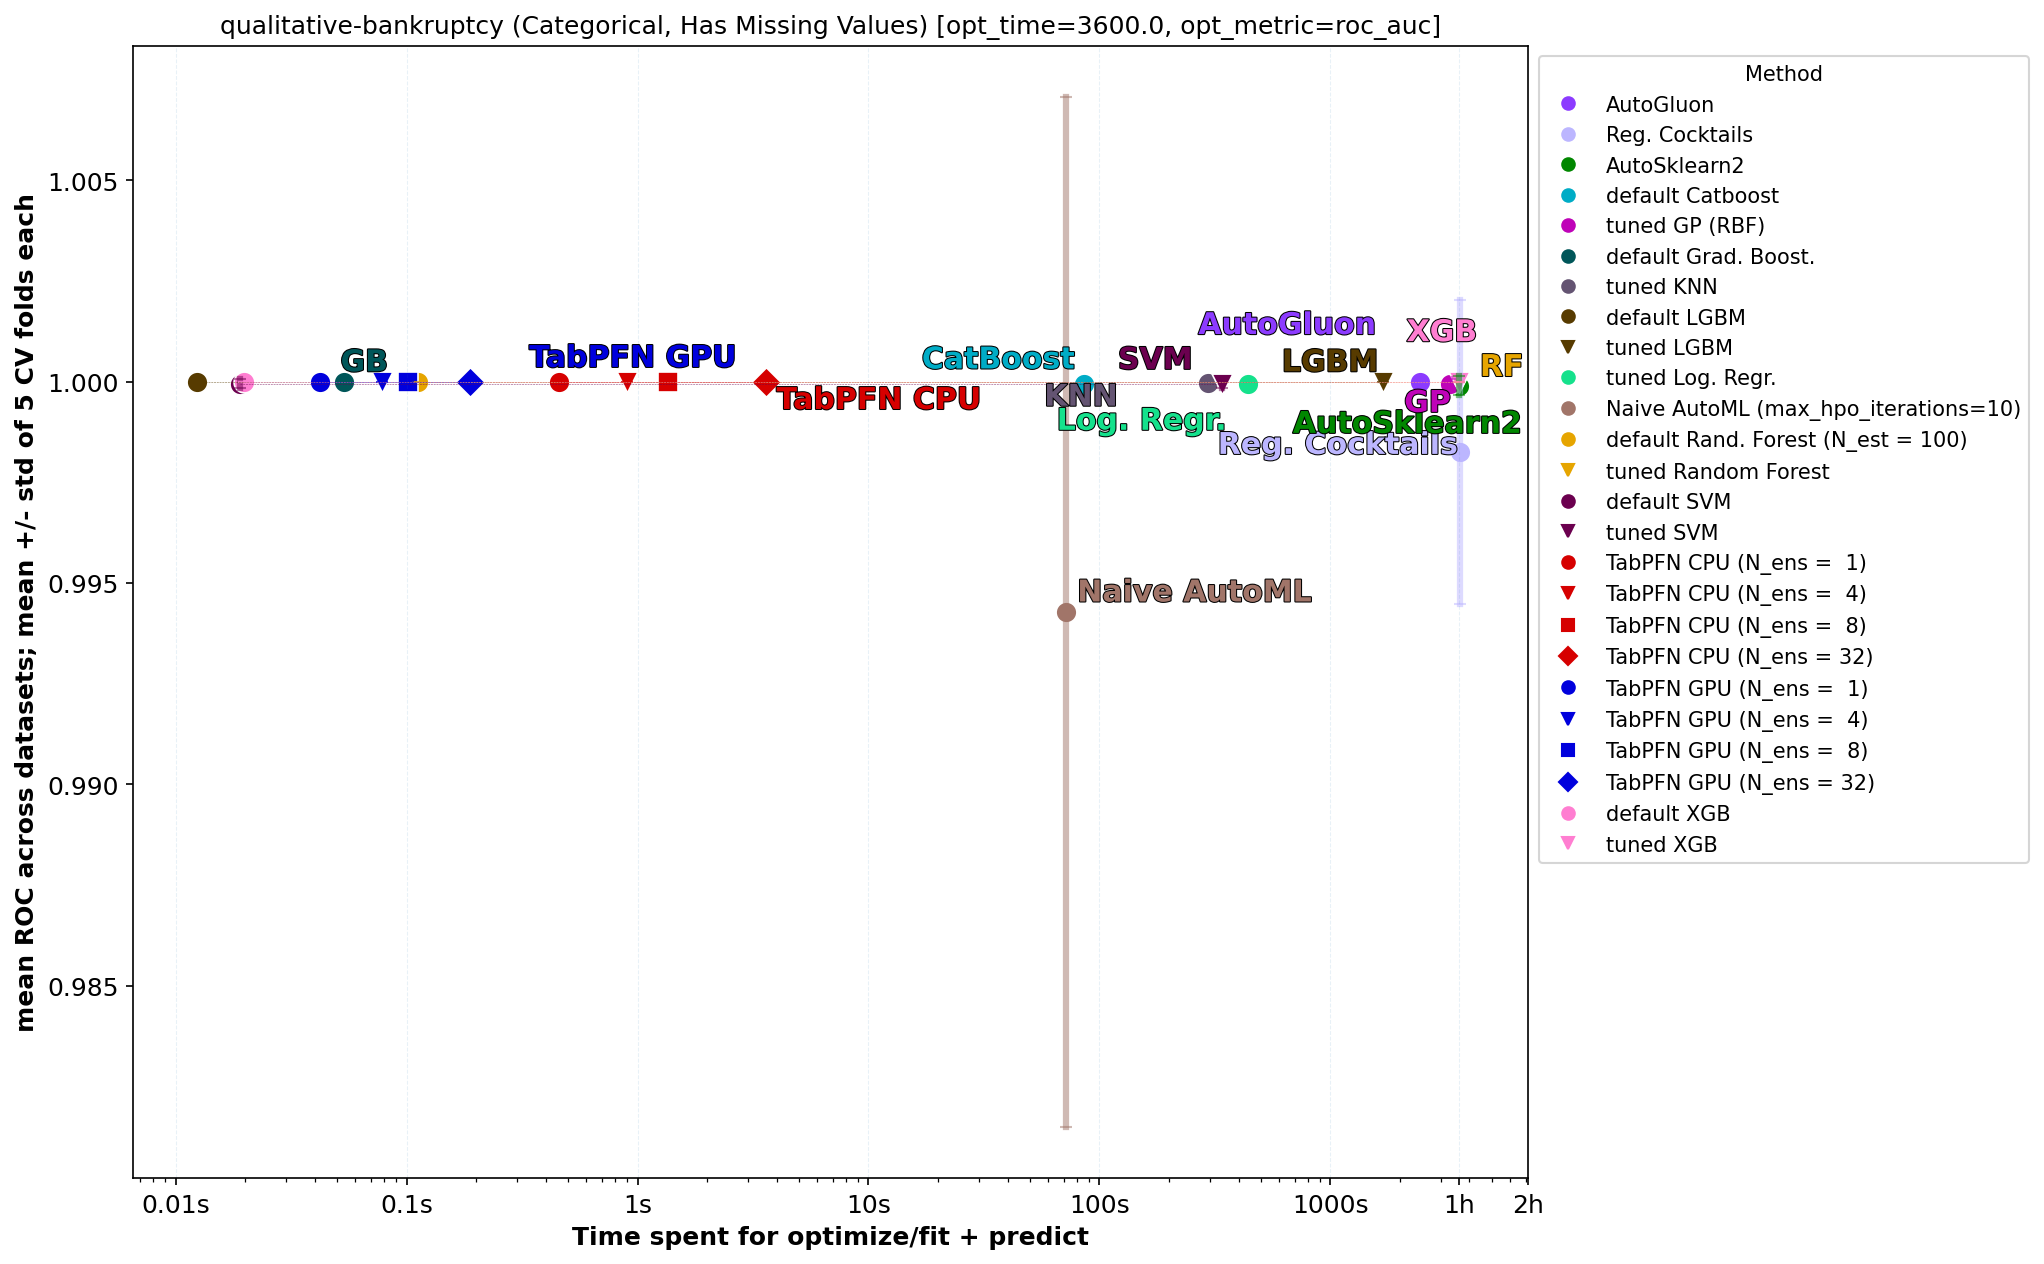 qualitative-bankruptcy (Categorical, Has Missing Values) [opt_time=3600.0, opt_metric=roc_auc]
mean ROC across datasets; mean +/- std of 5 CV folds each
1.005
1.000
0.995
0.990
0.985
GB
TabPFN GPU
TabPFN CPU
CatBoost
KNN
Log. Regr.
SVM
AutoGluon
LGBM
XGB
RF
GP
AutoSklearn2
Reg. Cocktails
Naive AutoML
0.01s
0.1s
1s
10s
100s
1000s
1h
2h
Time spent for optimize/fit + predict
Method
AutoGluon
Reg. Cocktails
AutoSklearn2
default Catboost
tuned GP (RBF)
default Grad. Boost.
tuned KNN
default LGBM
tuned LGBM
tuned Log. Regr.
Naive AutoML (max_hpo_iterations=10)
default Rand. Forest (N_est = 100)
tuned Random Forest
default SVM
tuned SVM
TabPFN CPU (N_ens =  1)
TabPFN CPU (N_ens =  4)
TabPFN CPU (N_ens =  8)
TabPFN CPU (N_ens = 32)
TabPFN GPU (N_ens =  1)
TabPFN GPU (N_ens =  4)
TabPFN GPU (N_ens =  8)
TabPFN GPU (N_ens = 32)
default XGB
tuned XGB